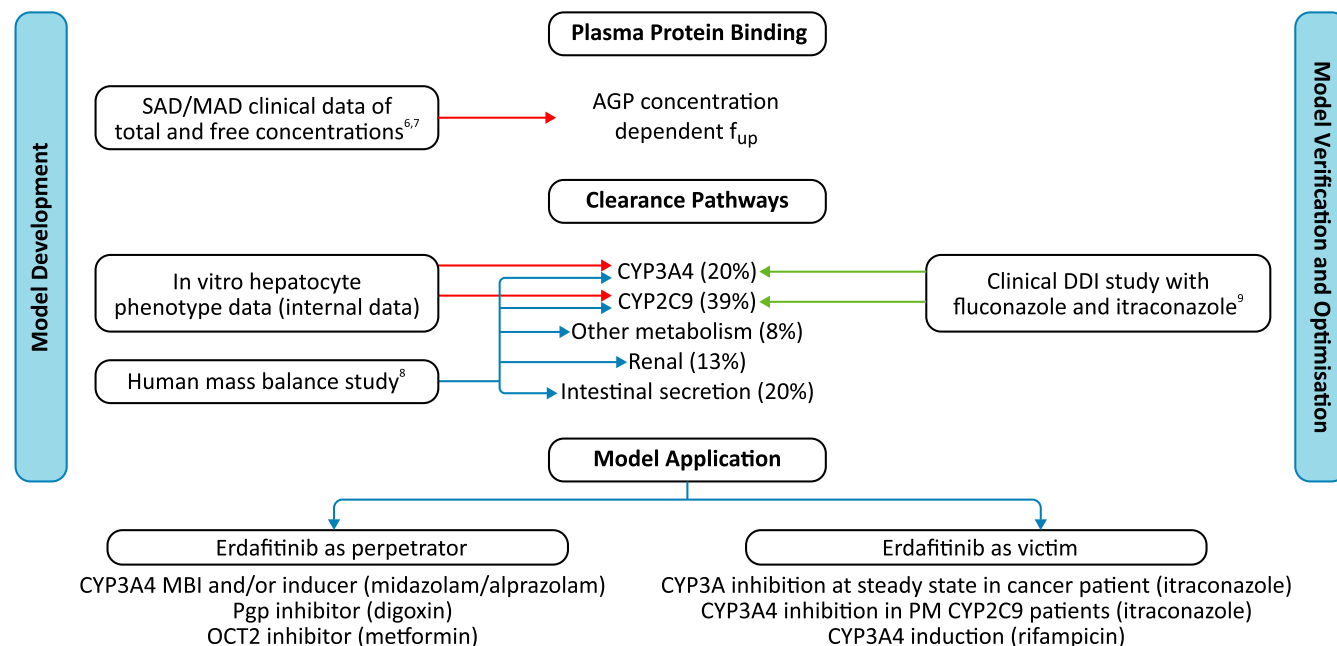 Model Development
Plasma Protein Binding
SAD/MAD clinical data of
total and free concentrations6,7
AGP concentration
dependent fup
Clearance Pathways
In vitro hepatocyte
phenotype data (internal data)
Human mass balance study8
CYP3A4 (20%)
CYP2C9 (39%)
Other metabolism (8%)
Renal (13%)
Intestinal secretion (20%)
Clinical DDI study with
fluconazole and itraconazole9
Model Verification and Optimisation
Model Application
Erdafitinib as perpetrator
CYP3A4 MBI and/or inducer (midazolam/alprazolam)
Pgp inhibitor (digoxin)
OCT2 inhibitor (metformin)
Erdafitinib as victim
CYP3A inhibition at steady state in cancer patient (itraconazole)
CYP3A4 inhibition in PM CYP2C9 patients (itraconazole)
CYP3A4 induction (rifampicin)